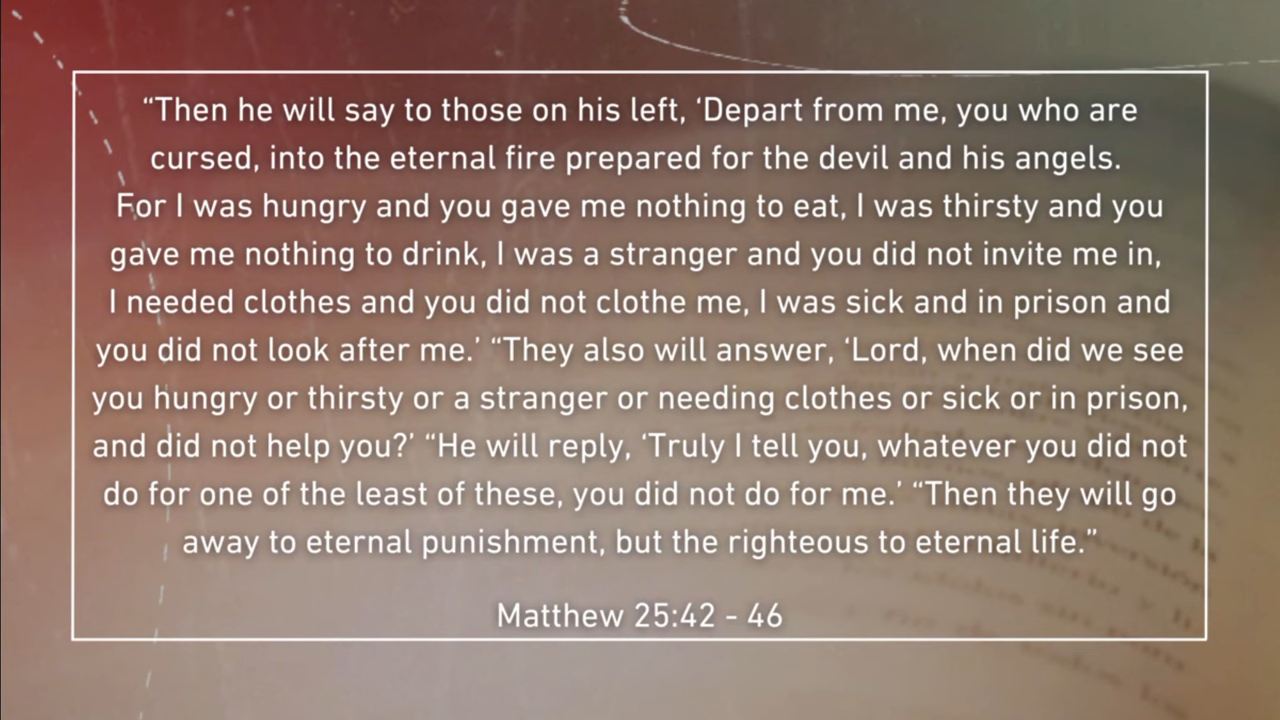 “Then he will say to those on his left, ‘Depart from me, you who are
cursed, into the eternal fire prepared for the devil and his angels.
For I was hungry and you gave me nothing to eat, I was thirsty and you
gave me nothing to drink, I was a stranger and you did not invite me in,
I needed clothes and you did not clothe me, I was sick and in prison and
you did not look after me.’ “They also will answer, ‘Lord, when did we see
you hungry or thirsty or a stranger or needing clothes or sick or in prison,
and did not help you?’ “He will reply, ‘Truly I tell you, whatever you did not
do for one of the least of these, you did not do for me.’ “Then they will go
away to eternal punishment, but the righteous to eternal life.”
Matthew 25:42 - 46